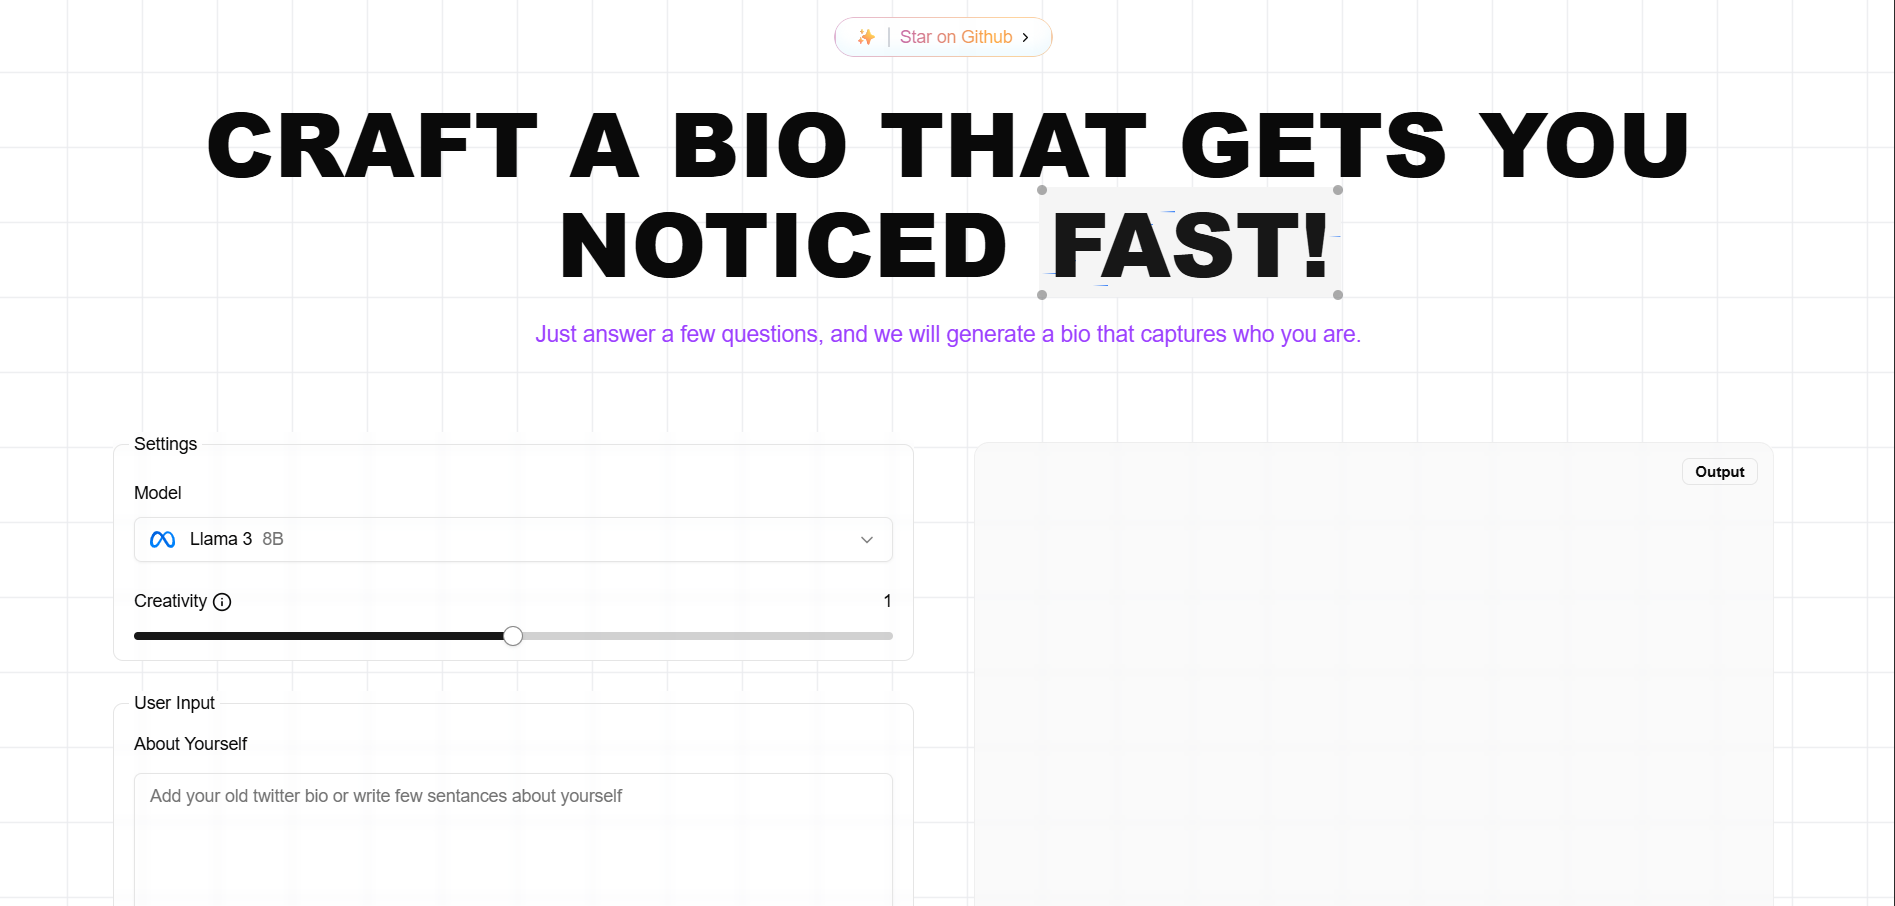 Star on Github
CRAFT A BIO THAT GETS YOU
NOTICED FAST!
Just answer a few questions, and we will generate a bio that captures who you are.
Settings
Model
Llama 3 8B
Creativity 1
User Input
About Yourself
Add your old twitter bio or write few sentances about yourself
Output